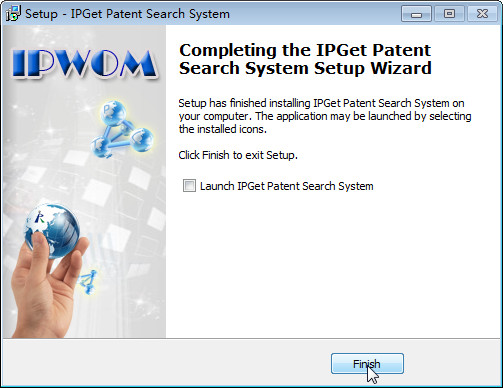 Setup - IPGet Patent Search System
IPWOM
Completing the IPGet Patent
Search System Setup Wizard
Setup has finished installing IPGet Patent Search System on
your computer. The application may be launched by selecting
the installed icons.
Click Finish to exit Setup.
Launch IPGet Patent Search System
Finish